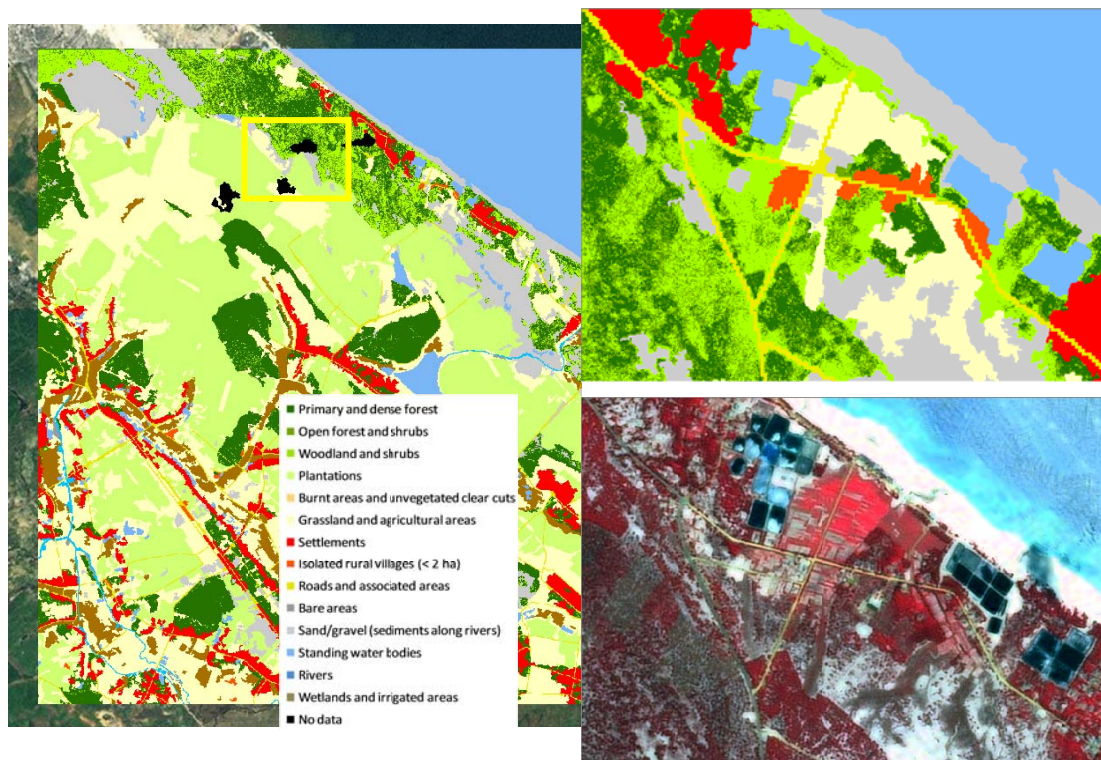 Primary and dense forest
Open forest and shrubs
Woodland and shrubs
Plantations
Burnt areas and unvegetated clear cuts
Grassland and agricultural areas
Settlements
Isolated rural villages (< 2 ha)
Roads and associated areas
Bare areas
Sand/gravel (sediments along rivers)
Standing water bodies
Rivers
Wetlands and irrigated areas
No data